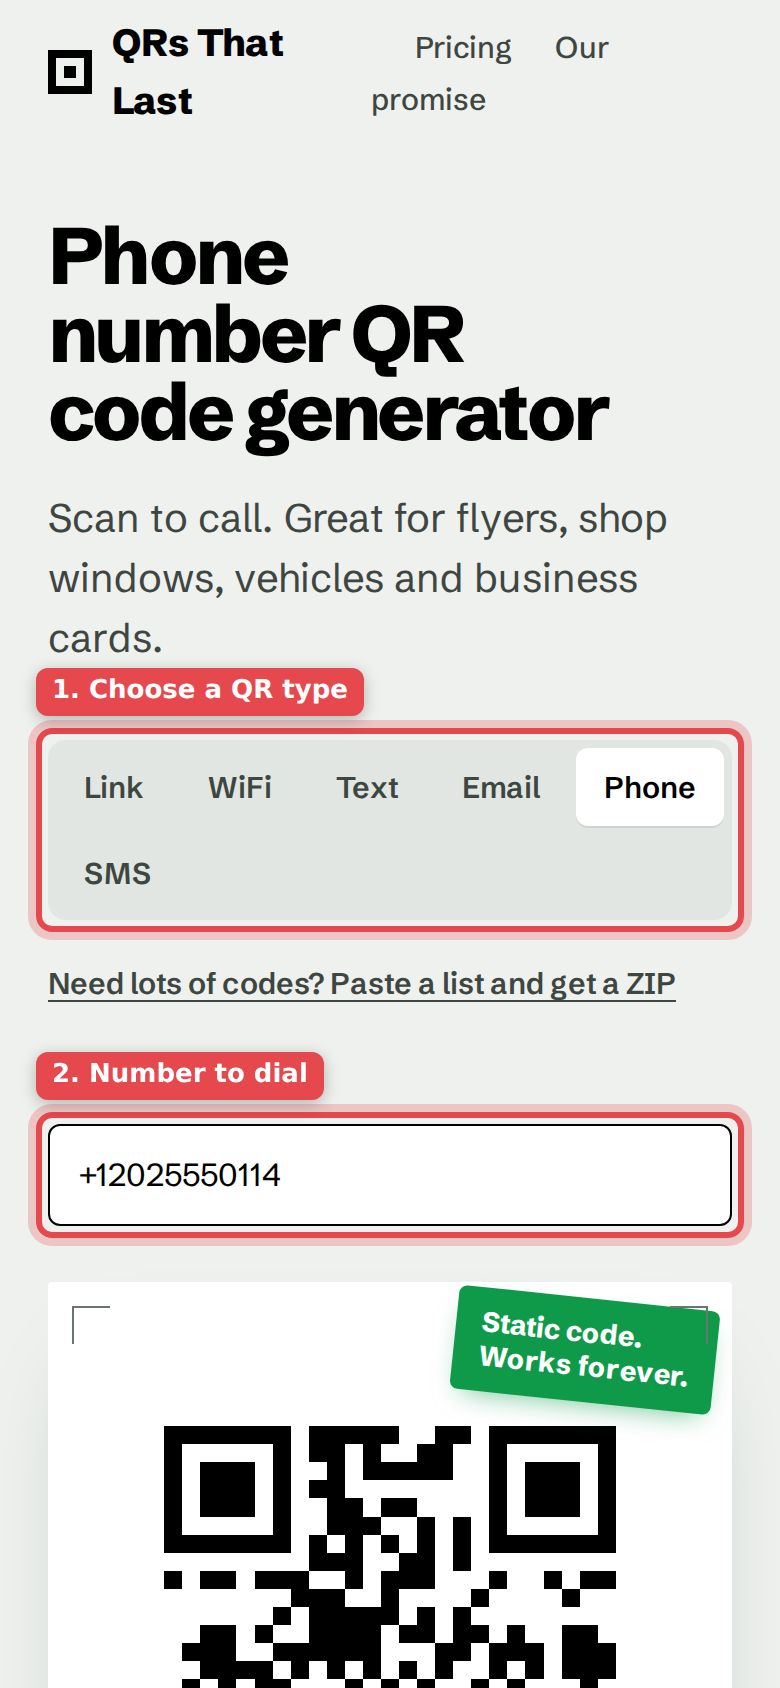 QRs That
Last
Pricing Our
promise
Phone
number QR
code generator
Scan to call. Great for flyers, shop
windows, vehicles and business
cards.
1. Choose a QR type
Link WiFi Text Email Phone
SMS
Need lots of codes? Paste a list and get a ZIP
2. Number to dial
+12025550114
Static code.
Works forever.